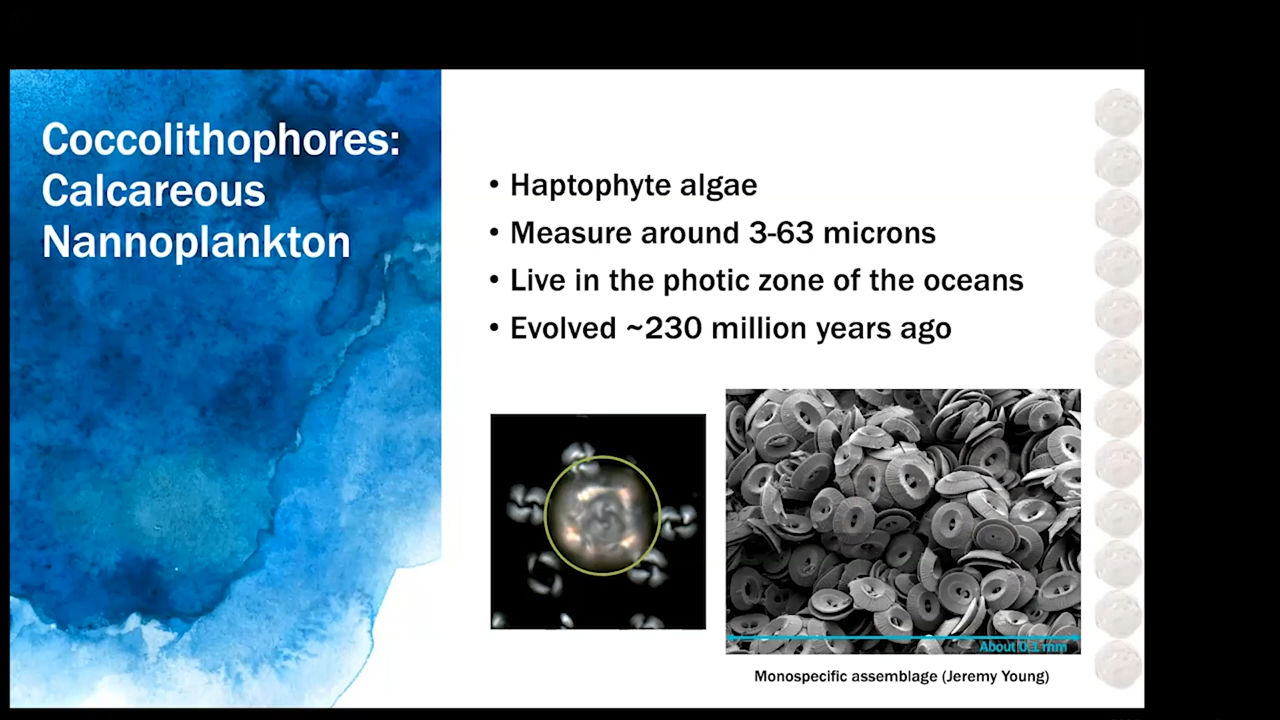 Coccolithophores:
Calcareous
Nannoplankton
• Haptophyte algae
• Measure around 3-63 microns
• Live in the photic zone of the oceans
• Evolved ~230 million years ago
About 0.1 mm
Monospecific assemblage (Jeremy Young)